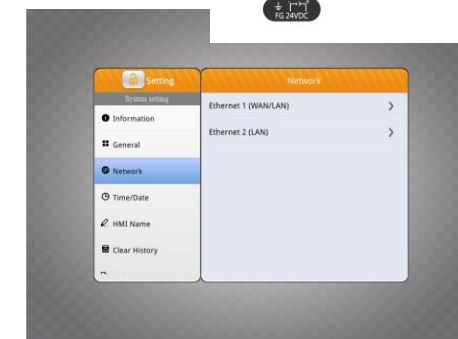 FG 24VDC
Setting
System setting
Information
General
Network
Time/Date
HMI Name
Clear History
Network
Ethernet 1 (WAN/LAN)
Ethernet 2 (LAN)